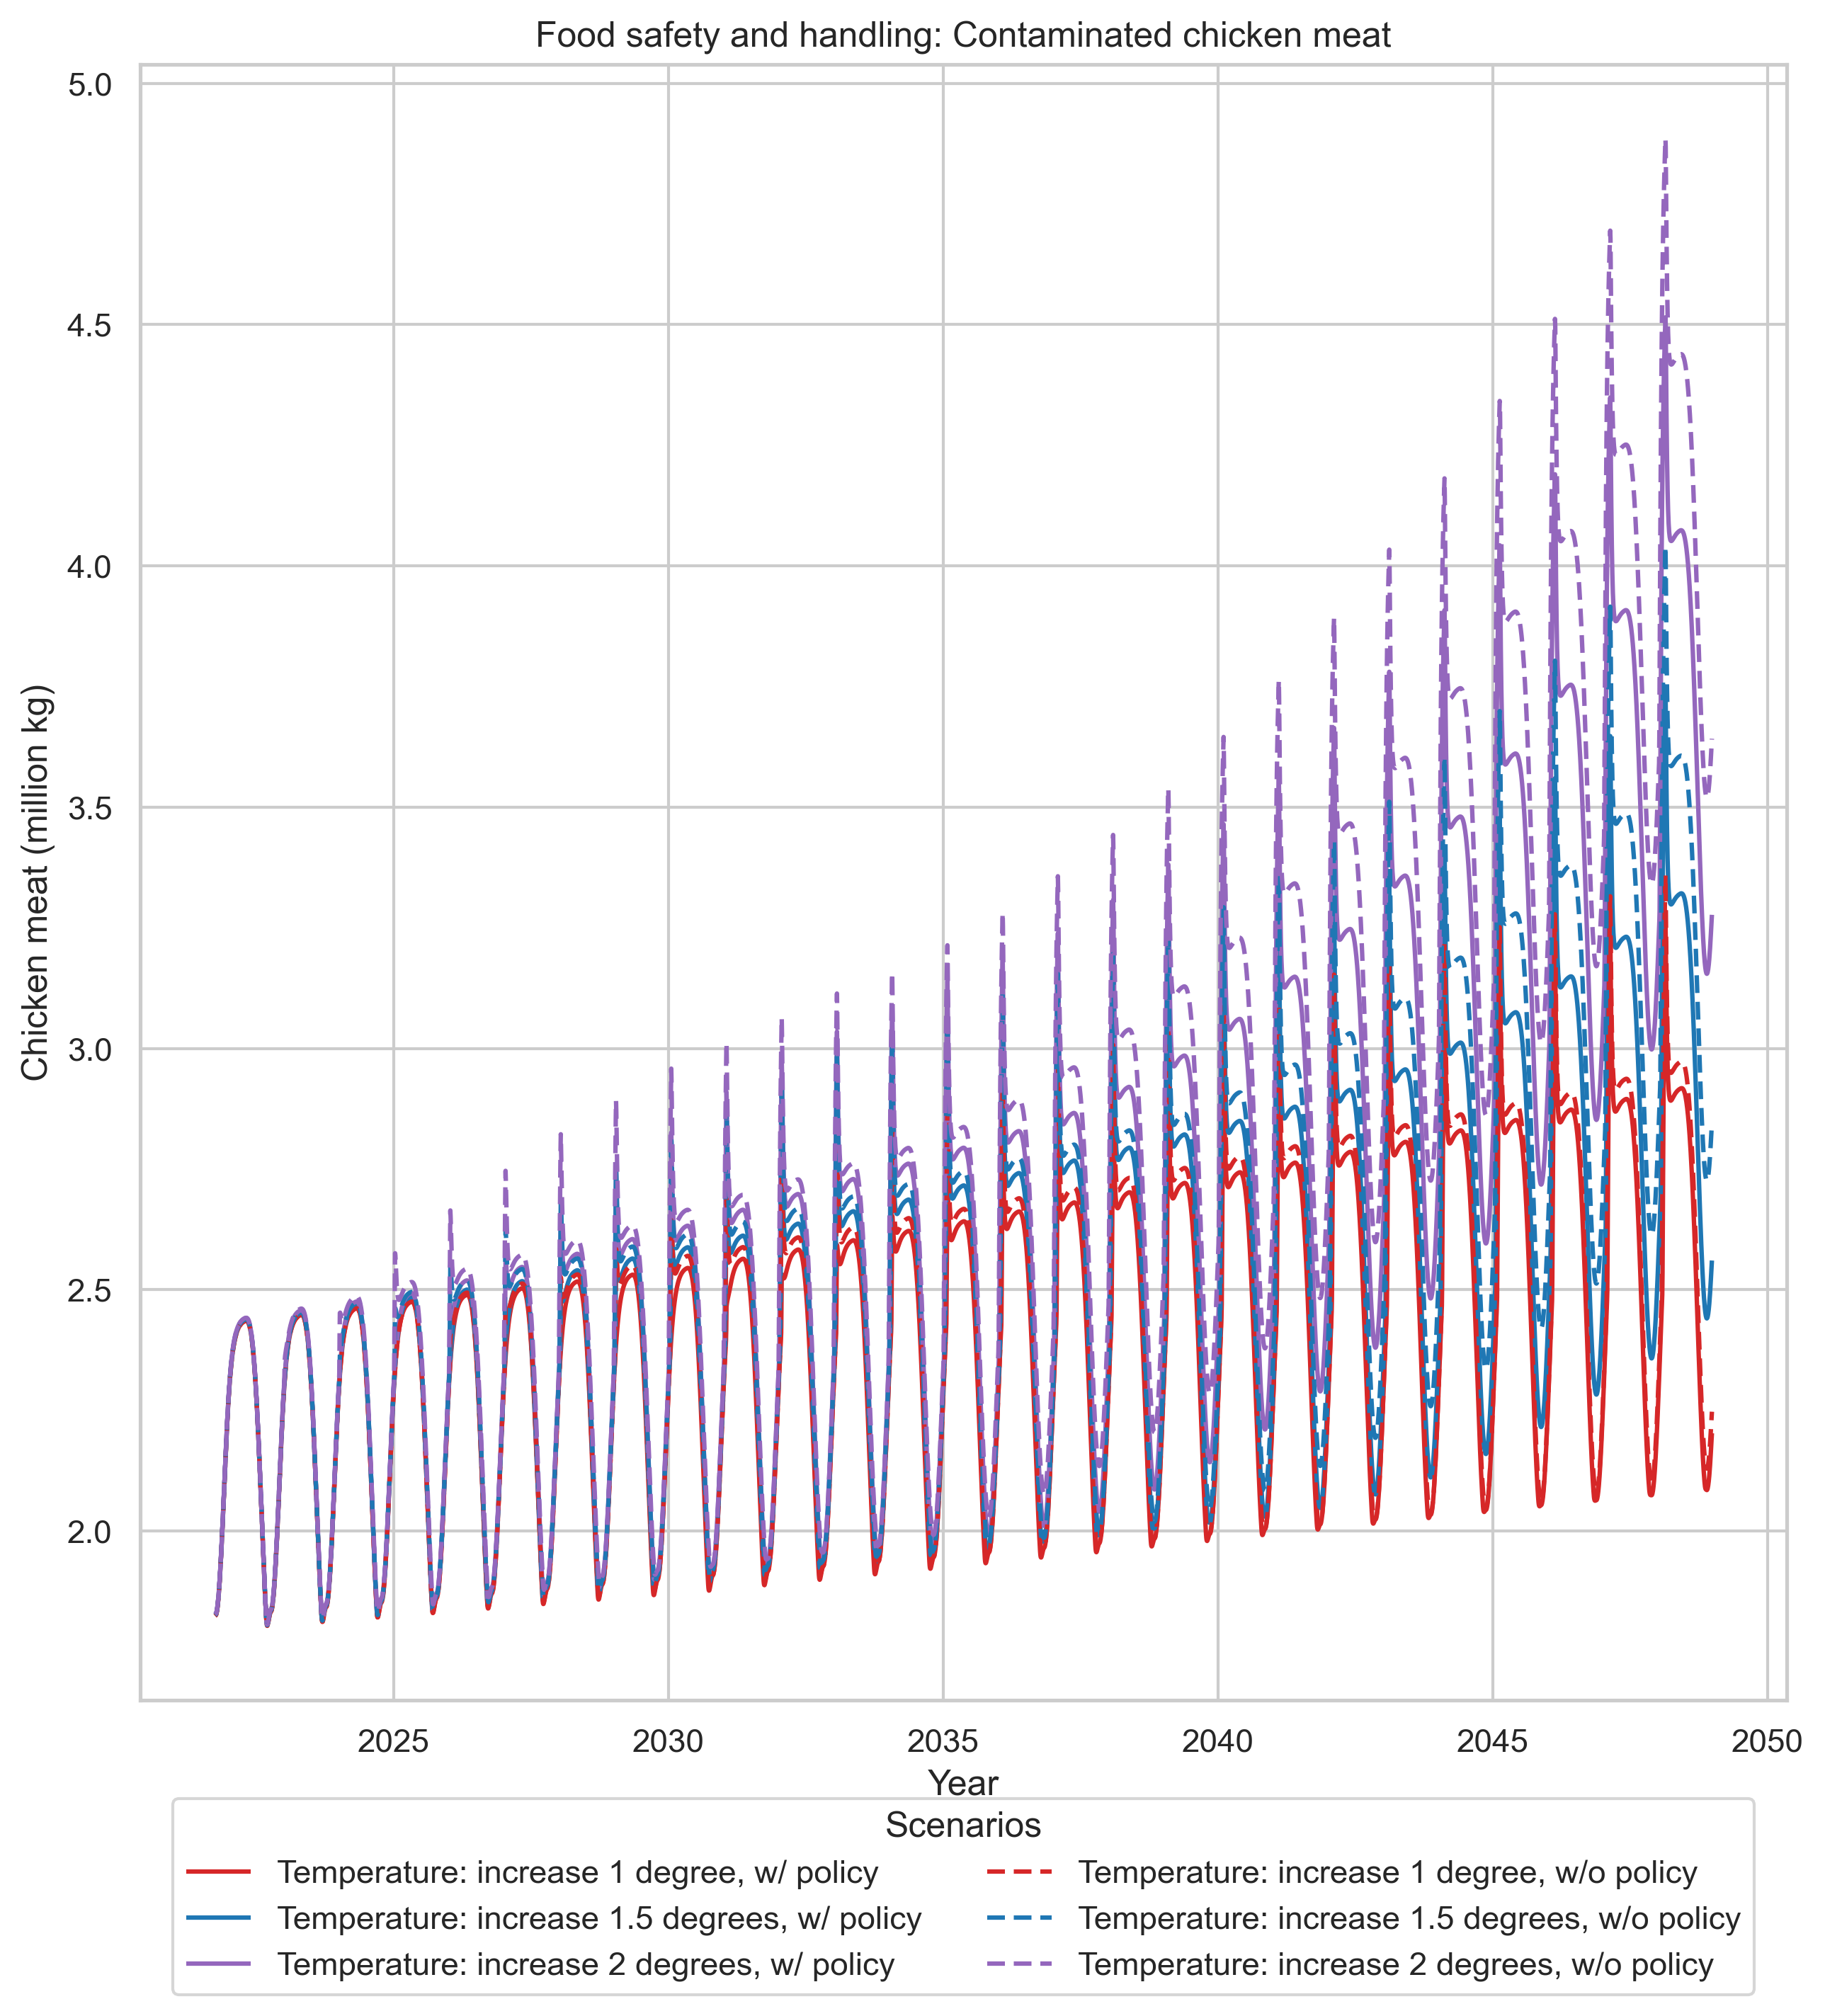 Food safety and handling: Contaminated chicken meat
5.0
4.5
4.0
3.5
3.0
2.5
2.0
Chicken meat (million kg)
2025 2030 2035 2040 2045 2050
Year
Scenarios
Temperature: increase 1 degree, w/ policy
Temperature: increase 1.5 degrees, w/ policy
Temperature: increase 2 degrees, w/ policy
Temperature: increase 1 degree, w/o policy
Temperature: increase 1.5 degrees, w/o policy
Temperature: increase 2 degrees, w/o policy